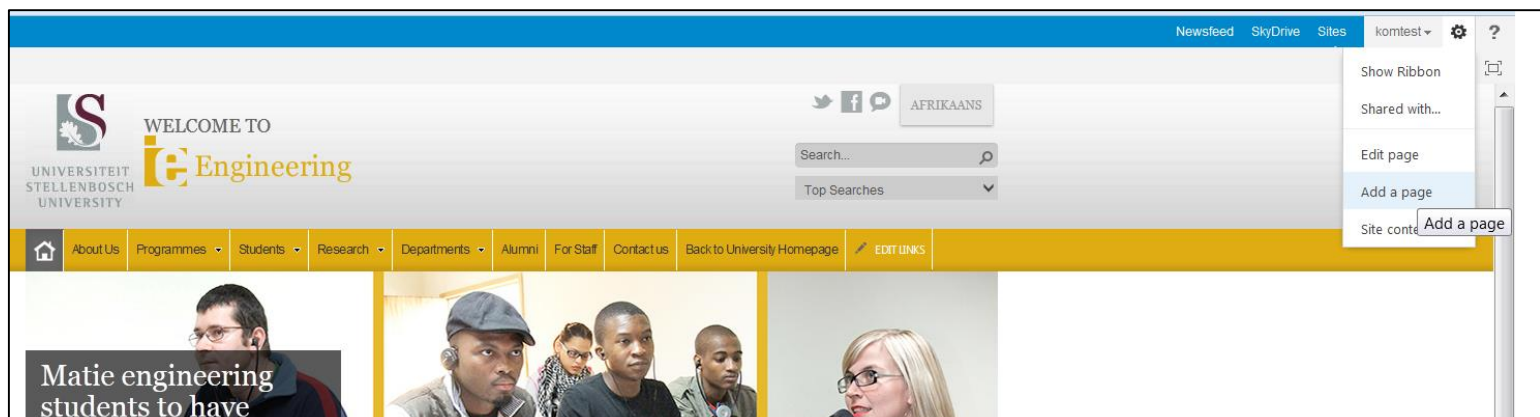 Newsfeed SkyDrive Sites komtest ?
Show Ribbon
Shared with...
Edit page
Add a page
Site conte
Add a page
AFRIKAANS
UNIVERSITEIT
STELLENBOSCH
UNIVERSITY
WELCOME TO
ie Engineering
Search...
Top Searches
About Us Programmes Students Research Departments Alumni For Staff Contact us Back to University Homepage EDIT LINKS
Matie engineering
students to have